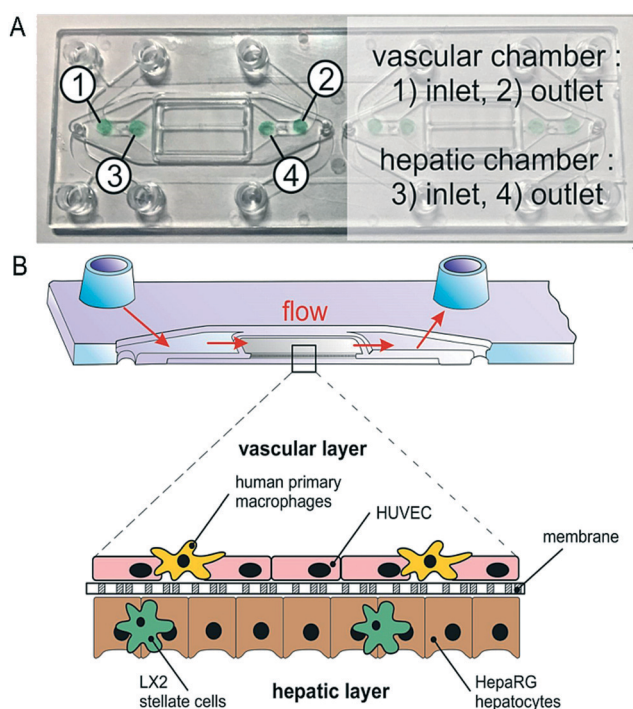 A
1
2
3
4
vascular chamber :
1) inlet, 2) outlet
hepatic chamber :
3) inlet, 4) outlet
B
flow
vascular layer
human primary
macrophages
HUVEC
membrane
LX2
stellate cells
hepatic layer
HepaRG
hepatocytes